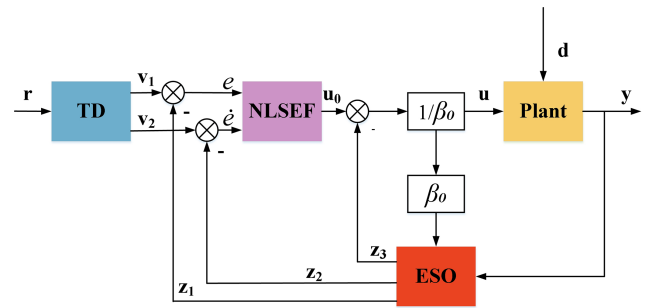 d
r
TD
v₁
v₂
-
-
e
ė
NLSEF
u₀
-
1/β₀
u
Plant
y
β₀
z₃
ESO
z₂
z₁